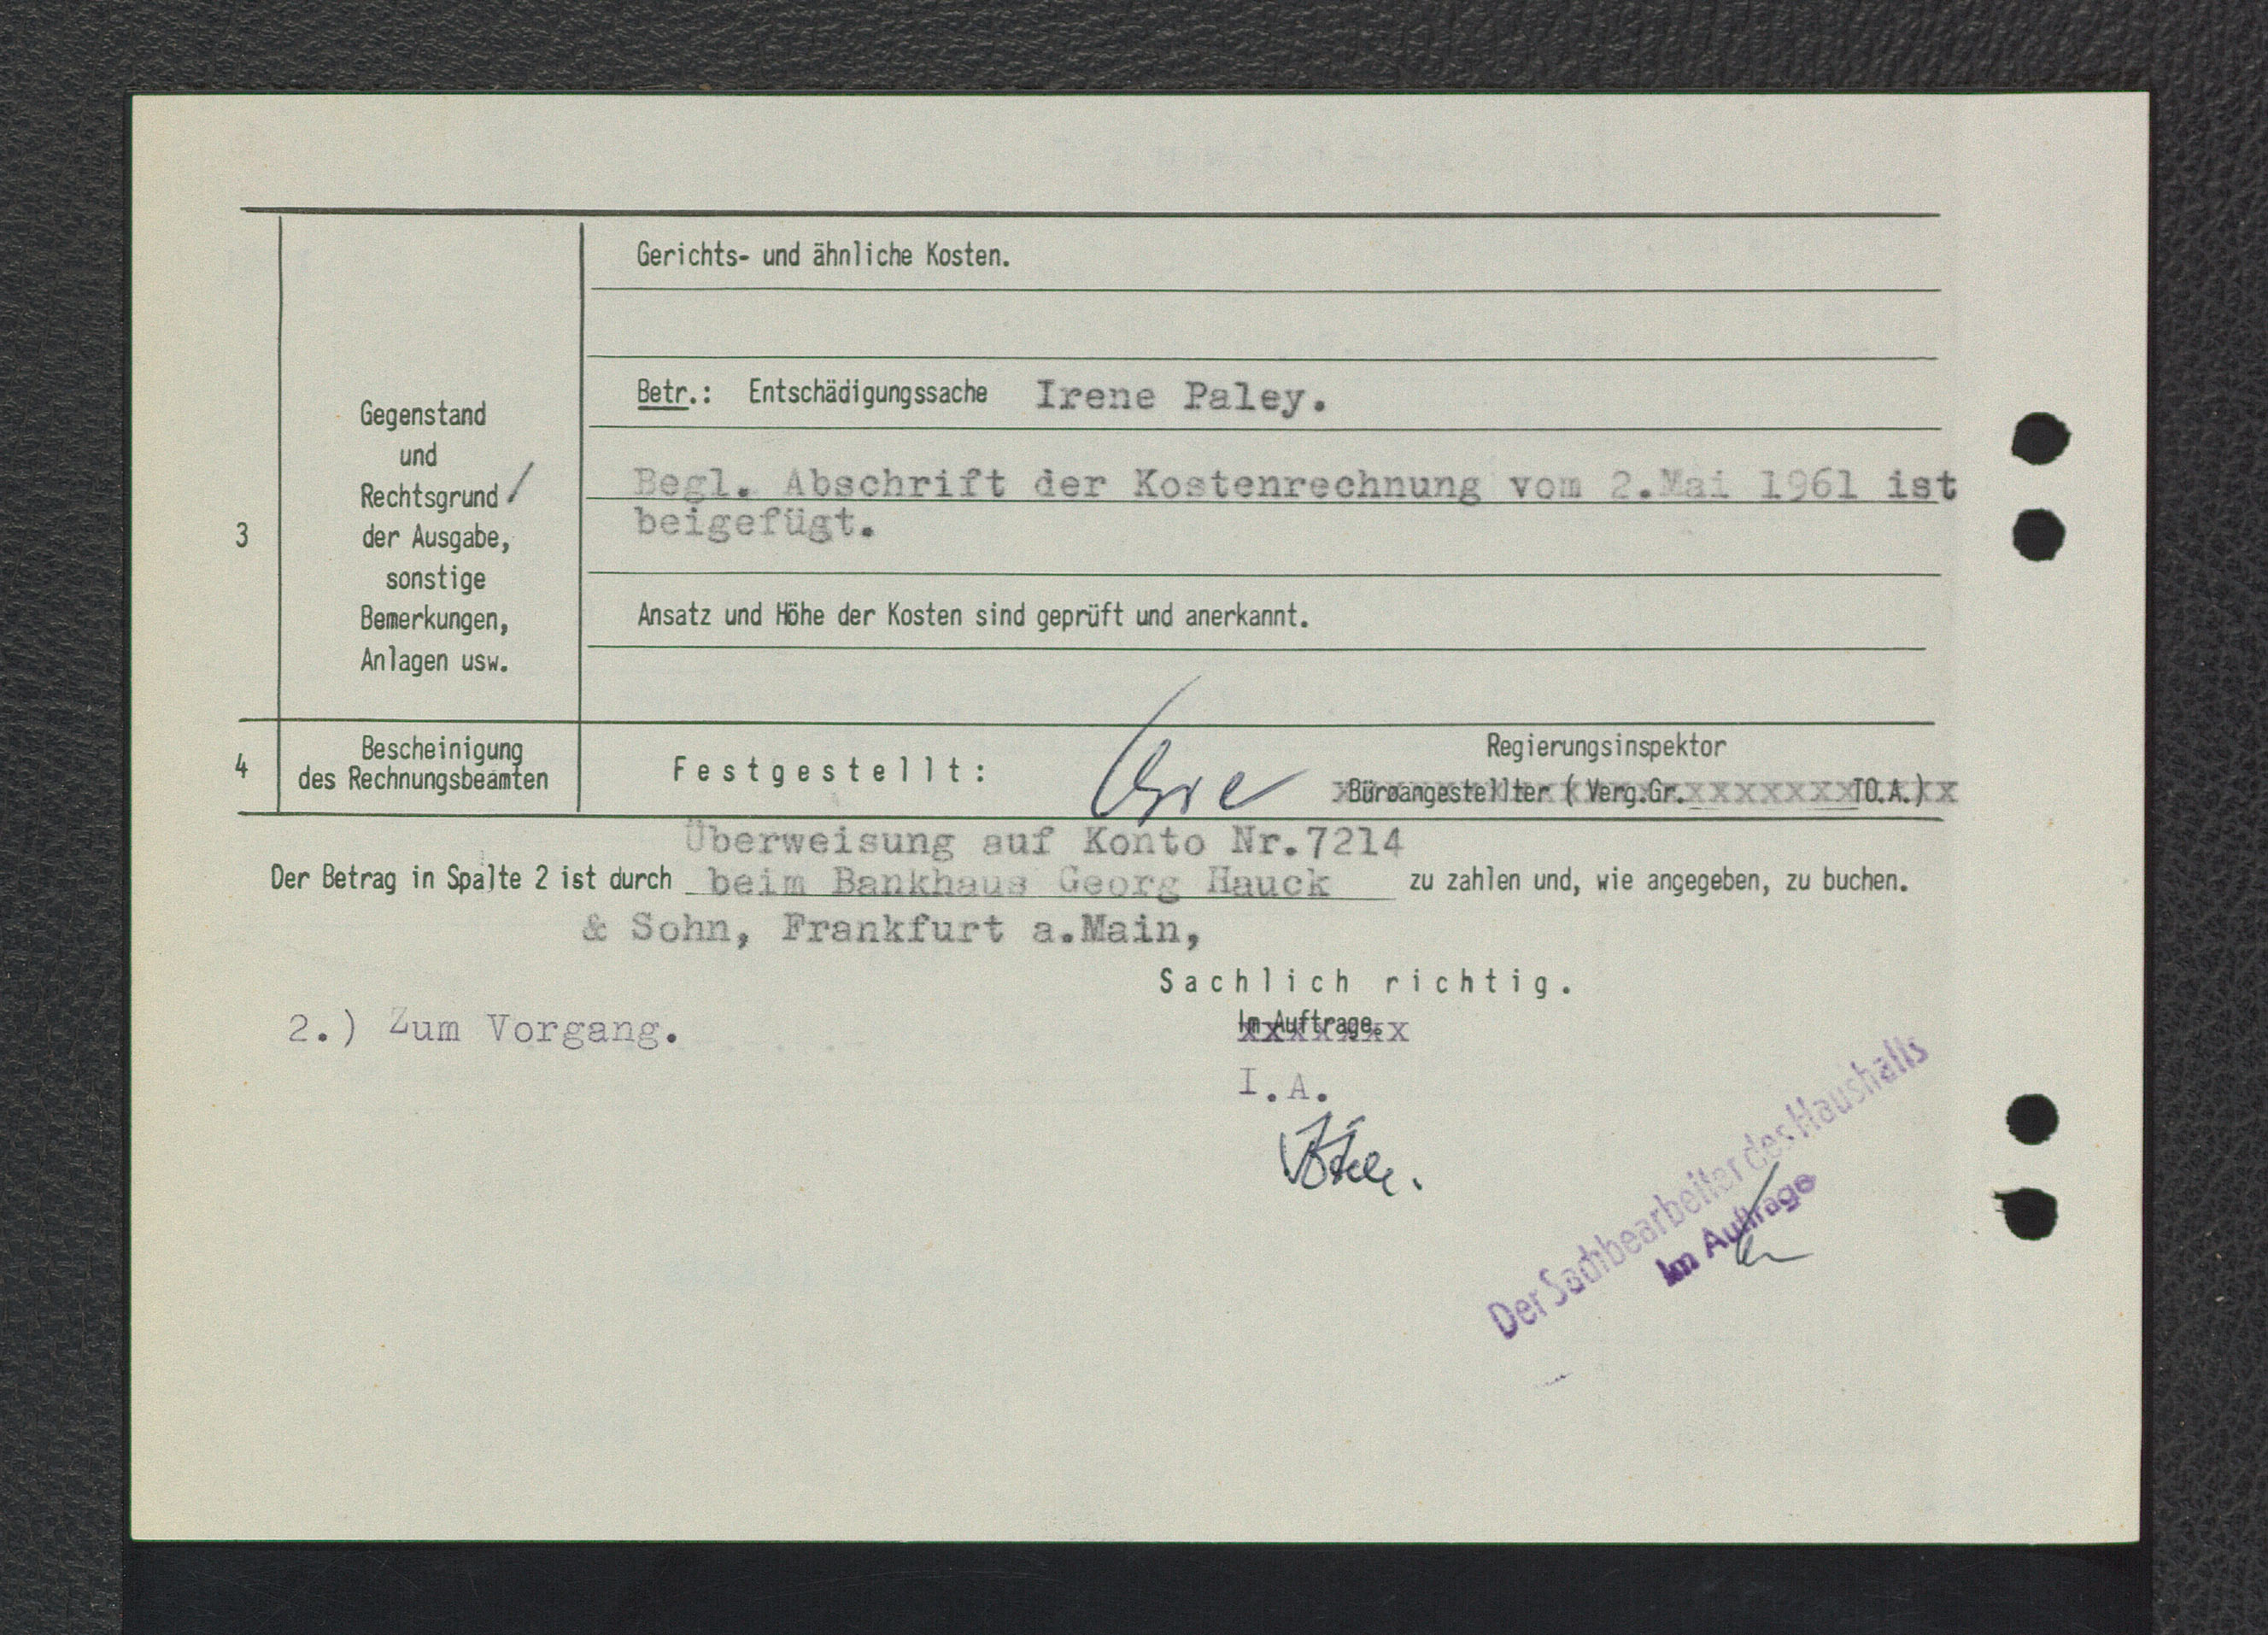 Gerichts- und ähnliche Kosten.
Betr.: Entschädigungssache Irene Paley.
Begl. Abschrift der Kostenrechnung vom 2.Mai 1961 ist
beigefügt.
Ansatz und Höhe der Kosten sind geprüft und anerkannt.
3
Gegenstand
und
Rechtsgrund
der Ausgabe,
sonstige
Bemerkungen,
Anlagen usw.
4
Bescheinigung
des Rechnungsbeamten
Festgestellt:
Regierungsinspektor
Büroangestellter ( Verg.Gr. TO.A.)
Überweisung auf Konto Nr.7214
Der Betrag in Spalte 2 ist durch beim Bankhaus Georg Hauck zu zahlen und, wie angegeben, zu buchen.
& Sohn, Frankfurt a.Main,
Sachlich richtig.
Im Auftrage.
2.) Zum Vorgang.
I.A.
Der Sachbearbeiter des Haushalts
Im Auftrage